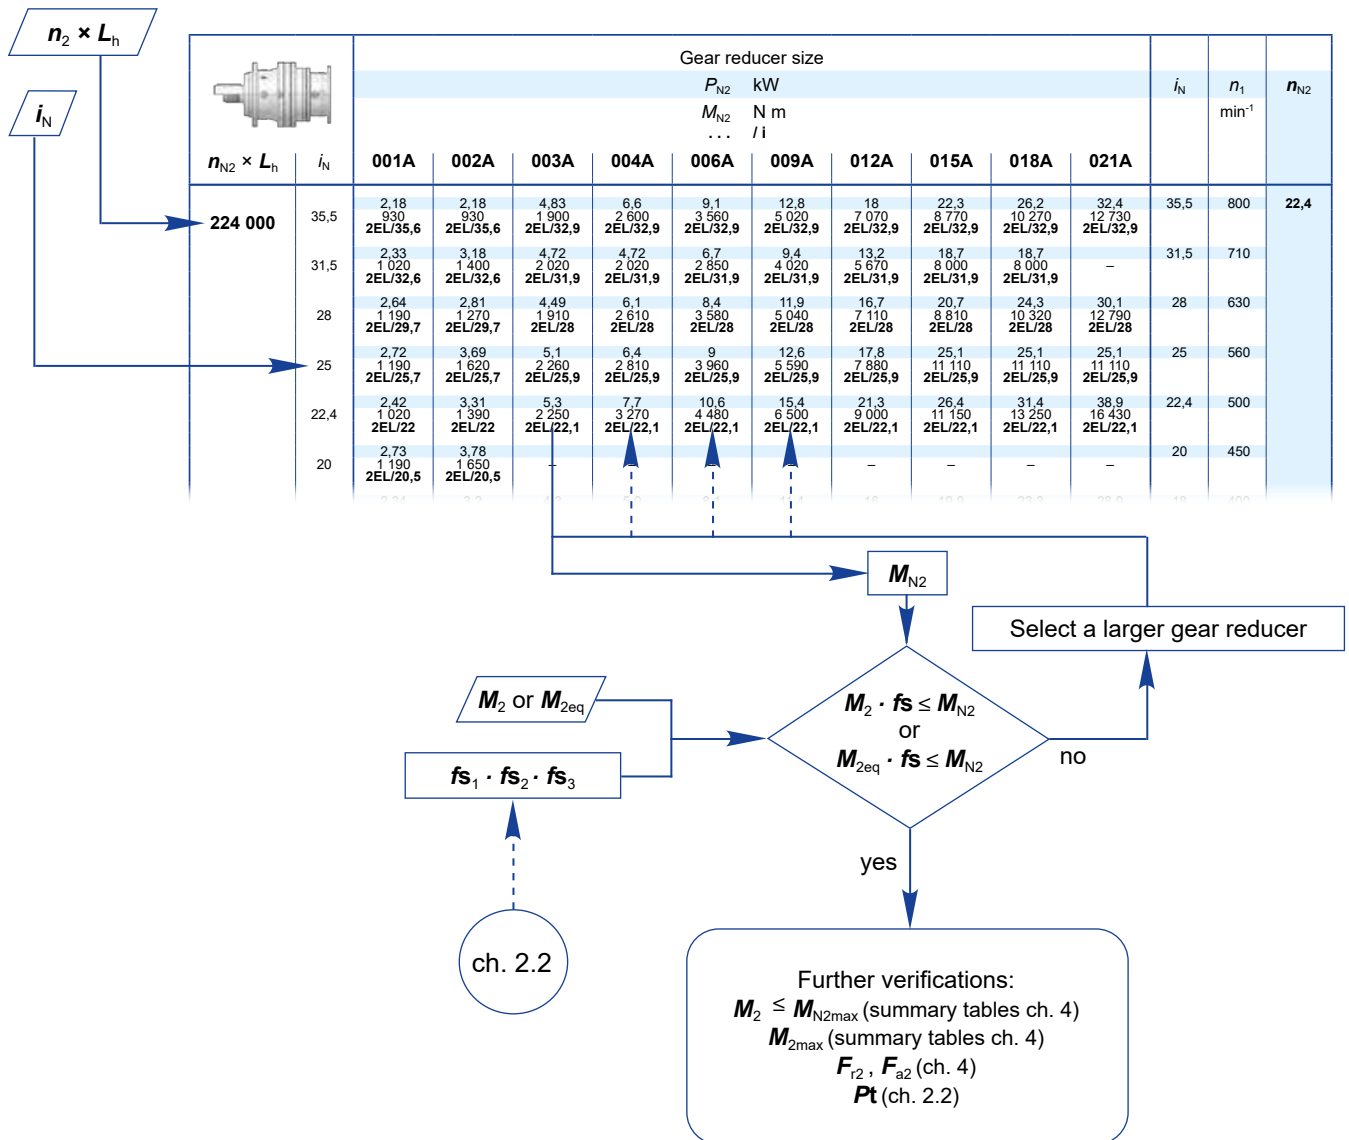 n₂ × Lₕ
Gear reducer size
P_N2 kW
i_N n₁ n_N2
i_N
M_N2 N m
min⁻¹
. . . / i
n_N2 × Lₕ i_N 001A 002A 003A 004A 006A 009A 012A 015A 018A 021A
2,18 2,18 4,83 6,6 9,1 12,8 18 22,3 26,2 32,4
224 000 35,5 930 930 1 900 2 600 3 560 5 020 7 070 8 770 10 270 12 730 35,5 800 22,4
2EL/35,6 2EL/35,6 2EL/32,9 2EL/32,9 2EL/32,9 2EL/32,9 2EL/32,9 2EL/32,9 2EL/32,9 2EL/32,9
2,33 3,18 4,72 4,72 6,7 9,4 13,2 18,7 18,7
31,5 1 020 1 400 2 020 2 020 2 850 4 020 5 670 8 000 8 000 – 31,5 710
2EL/32,6 2EL/32,6 2EL/31,9 2EL/31,9 2EL/31,9 2EL/31,9 2EL/31,9 2EL/31,9 2EL/31,9
2,64 2,81 4,49 6,1 8,4 11,9 16,7 20,7 24,3 30,1
28 1 190 1 270 1 910 2 610 3 580 5 040 7 110 8 810 10 320 12 790 28 630
2EL/29,7 2EL/29,7 2EL/28 2EL/28 2EL/28 2EL/28 2EL/28 2EL/28 2EL/28 2EL/28
2,72 3,69 5,1 6,4 9 12,6 17,8 25,1 25,1 25,1
25 1 190 1 620 2 260 2 810 3 960 5 590 7 880 11 110 11 110 11 110 25 560
2EL/25,7 2EL/25,7 2EL/25,9 2EL/25,9 2EL/25,9 2EL/25,9 2EL/25,9 2EL/25,9 2EL/25,9 2EL/25,9
2,42 3,31 5,3 7,7 10,6 15,4 21,3 26,4 31,4 38,9
22,4 1 020 1 390 2 250 3 270 4 480 6 500 9 000 11 150 13 250 16 430 22,4 500
2EL/22 2EL/22 2EL/22,1 2EL/22,1 2EL/22,1 2EL/22,1 2EL/22,1 2EL/22,1 2EL/22,1 2EL/22,1
2,73 3,78
20 1 190 1 650 – – – – – – – – 20 450
2EL/20,5 2EL/20,5
M_N2
Select a larger gear reducer
M₂ or M_2eq
M₂ · fs ≤ M_N2
or
M_2eq · fs ≤ M_N2
no
fs₁ · fs₂ · fs₃
yes
ch. 2.2
Further verifications:
M₂ ≤ M_N2max (summary tables ch. 4)
M_2max (summary tables ch. 4)
F_r2 , F_a2 (ch. 4)
Pt (ch. 2.2)